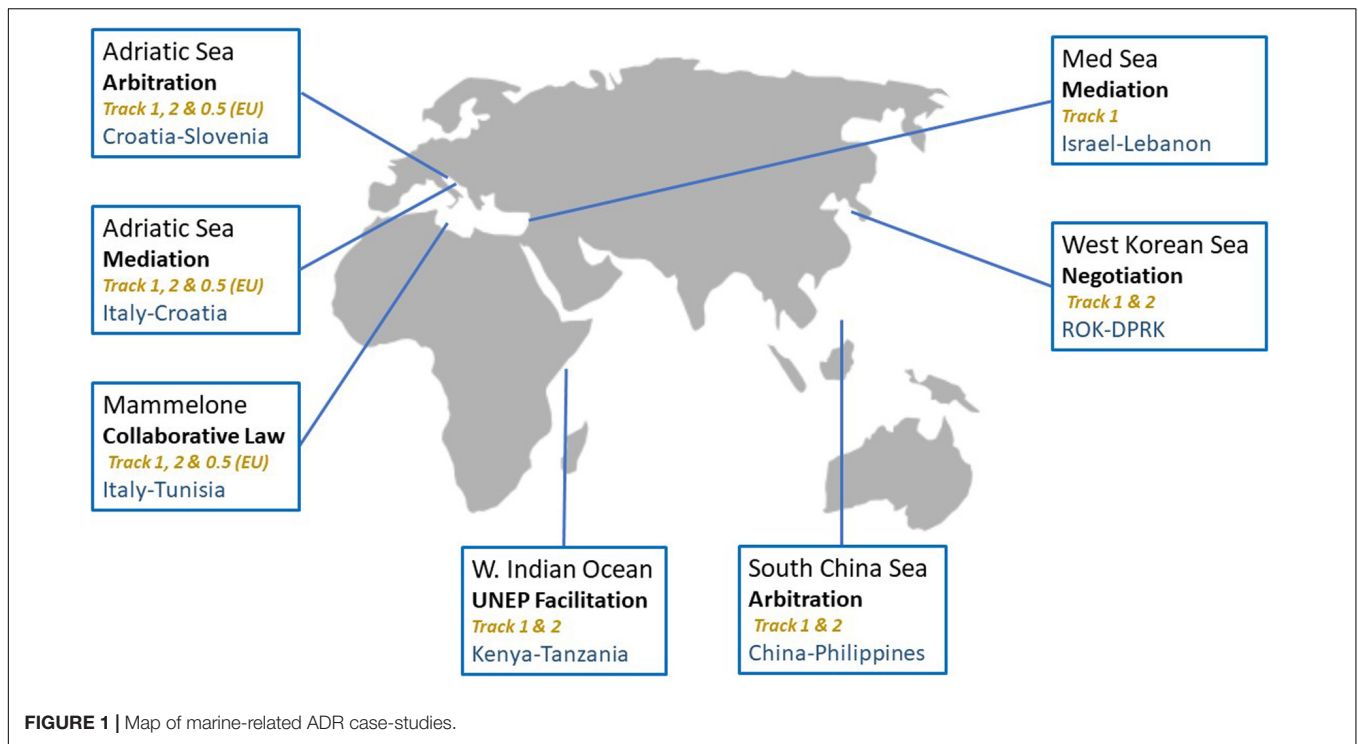 Adriatic Sea
Arbitration
Track 1, 2 & 0.5 (EU)
Croatia-Slovenia
Adriatic Sea
Mediation
Track 1, 2 & 0.5 (EU)
Italy-Croatia
Mammelone
Collaborative Law
Track 1, 2 & 0.5 (EU)
Italy-Tunisia
W. Indian Ocean
UNEP Facilitation
Track 1 & 2
Kenya-Tanzania
South China Sea
Arbitration
Track 1 & 2
China-Philippines
Med Sea
Mediation
Track 1
Israel-Lebanon
West Korean Sea
Negotiation
Track 1 & 2
ROK-DPRK
FIGURE 1 | Map of marine-related ADR case-studies.